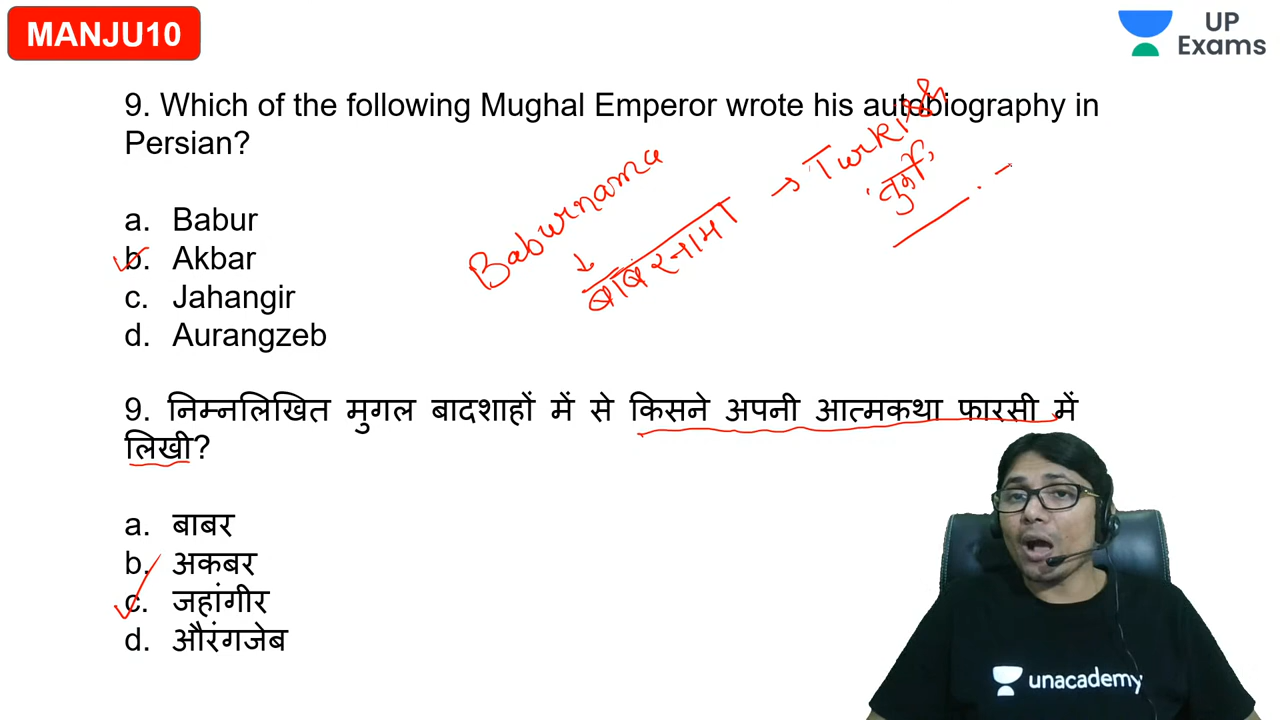 MANJU10
UP
Exams
9. Which of the following Mughal Emperor wrote his autobiography in
Persian?
Baburnama
बाबरनामा → Turkish
तुर्की
a. Babur
b. Akbar
c. Jahangir
d. Aurangzeb
9. निम्नलिखित मुगल बादशाहों में से किसने अपनी आत्मकथा फारसी में
लिखी?
a. बाबर
b. अकबर
c. जहांगीर
d. औरंगजेब
unacademy